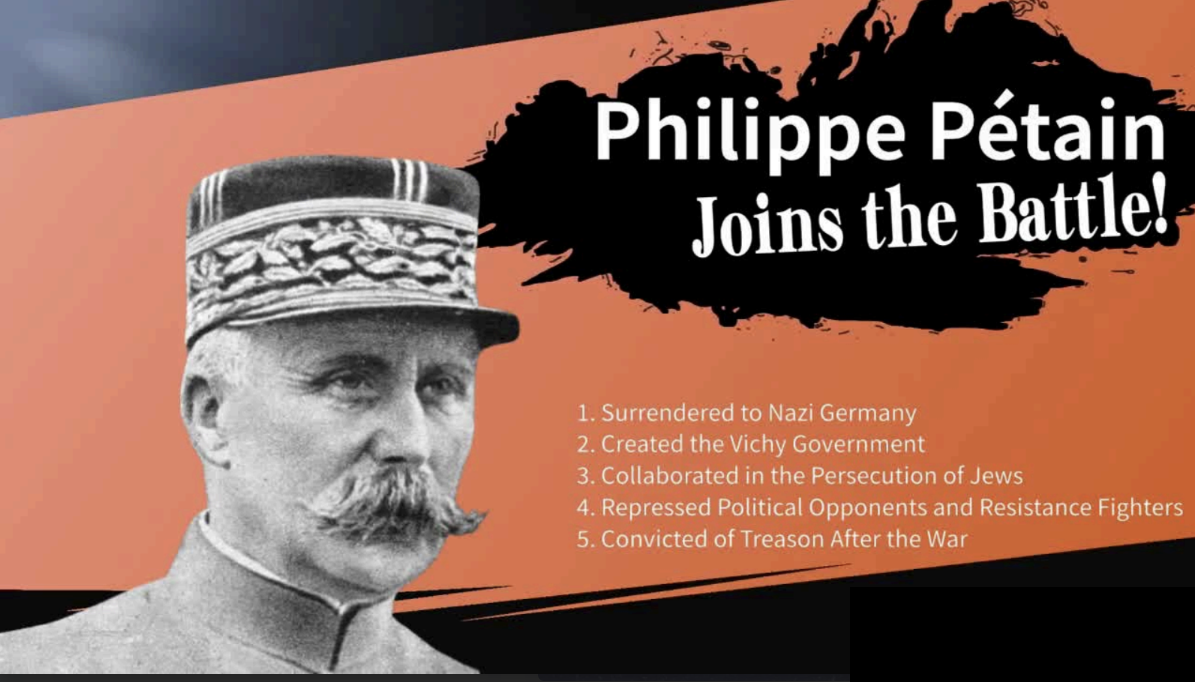 Philippe Pétain
Joins the Battle!
1. Surrendered to Nazi Germany
2. Created the Vichy Government
3. Collaborated in the Persecution of Jews
4. Repressed Political Opponents and Resistance Fighters
5. Convicted of Treason After the War